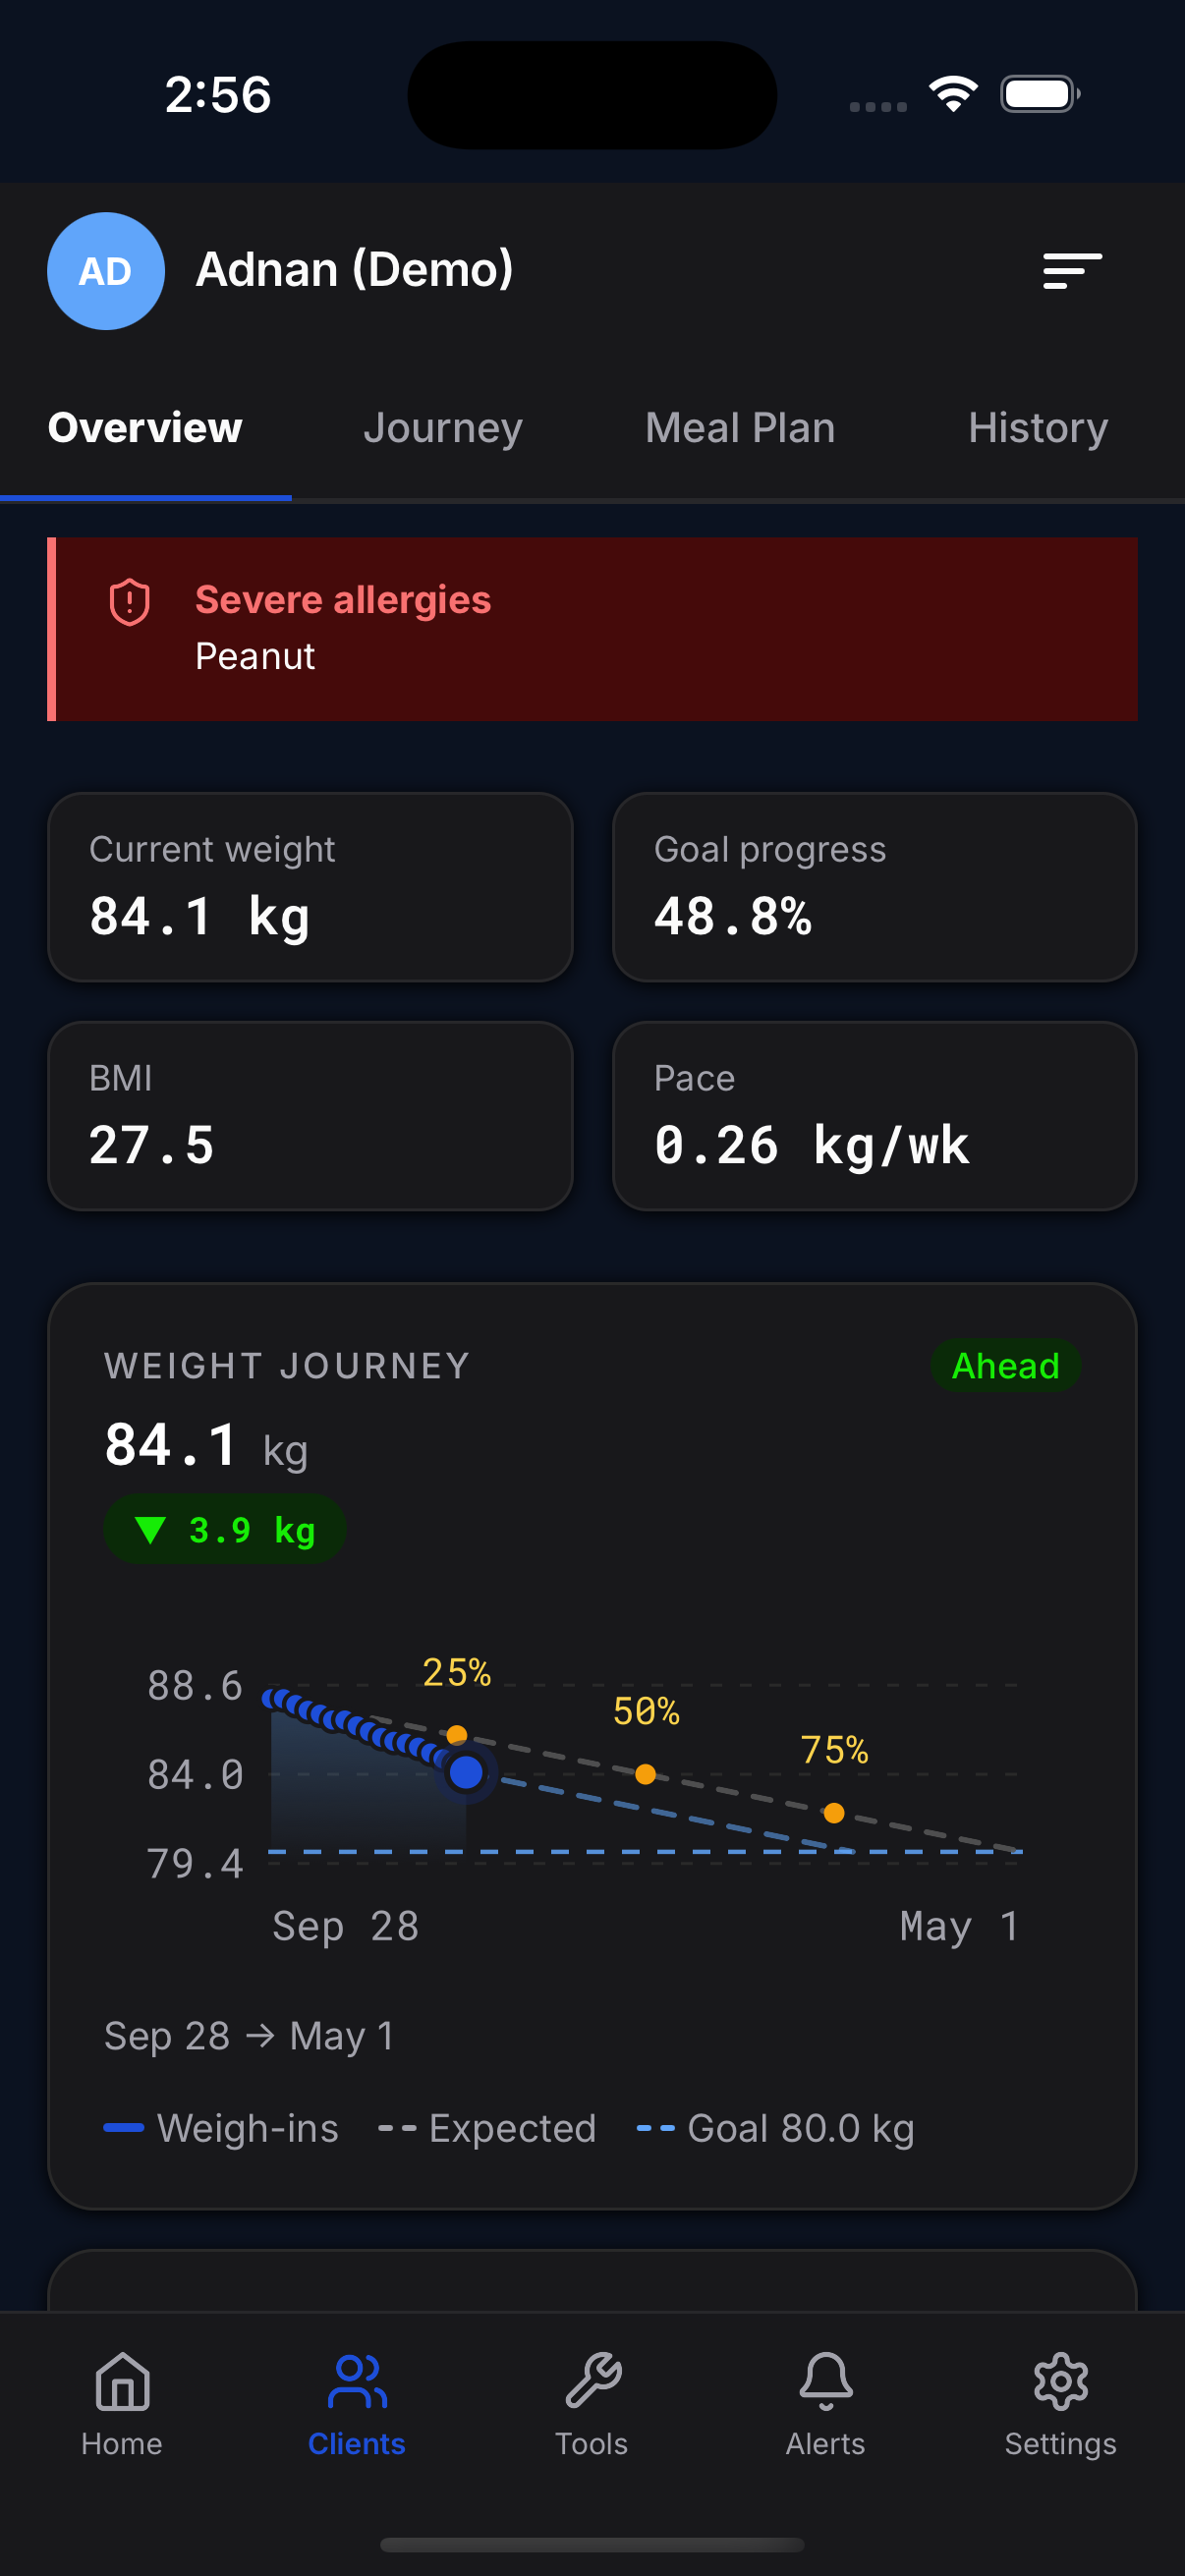 2:56
AD Adnan (Demo)
Overview Journey Meal Plan History
Severe allergies
Peanut
Current weight
84.1 kg
Goal progress
48.8%
BMI
27.5
Pace
0.26 kg/wk
WEIGHT JOURNEY Ahead
84.1 kg
▼ 3.9 kg
25%
50%
75%
88.6
84.0
79.4
Sep 28 May 1
Sep 28 → May 1
Weigh-ins Expected Goal 80.0 kg
Home Clients Tools Alerts Settings